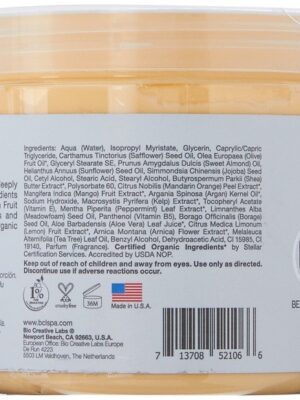 Ingredients: Aqua (Water), Isopropyl Myristate, Glycerin, Caprylic/Capric
Triglyceride, Carthamus Tinctorius (Safflower) Seed Oil, Olea Europaea (Olive)
Fruit Oil*, Glyceryl Stearate SE, Prunus Amygdalus Dulcis (Sweet Almond) Oil,
Helianthus Annuus (Sunflower) Seed Oil, Simmondsia Chinensis (Jojoba)
Seed Oil, Cetyl Alcohol, Stearic Acid, Stearyl Alcohol, Butyrospermum Parkii (Shea)
Butter Extract*, Polysorbate 60, Citrus Nobilis (Mandarin Orange) Peel Extract*,
Mangifera Indica (Mango) Fruit Extract*, Argania Spinosa (Argan) Kernel Oil*,
Sodium Hydroxide, Macrocystis Pyrifera (Kelp) Extract, Tocopheryl Acetate
(Vitamin E), Mentha Piperita (Peppermint) Leaf Extract*, Limnanthes Alba
(Meadowfoam) Seed Oil, Panthenol (Vitamin B5), Borago Officinalis (Borage)
Seed Oil, Aloe Barbadensis (Aloe Vera) Leaf Juice*, Citrus Medica Limonum
(Lemon) Fruit Extract*, Arnica Montana (Arnica) Flower Extract*, Melaleuca
Alternifolia (Tea Tree) Leaf Oil, Benzyl Alcohol, Dehydroacetic Acid, CI 15985, CI
19140, Parfum (Fragrance). Certified Organic Ingredients* by Stellar
Certification Services. Accredited by USDA NOP.
Keep out of reach of children and away from eyes. Use only as directed.
Discontinue use if adverse reactions occur.
eeply
dients
Fruit
s and
rganic
orción.
36M
MADE IN U.S.A.
www.bclspa.com
Bio Creative Labs ®
Newport Beach, CA 92663, U.S.A.
European Office: Bio Creative Labs Europe
De Run 4223
5503 LM Veldhoven, The Netherlands
7 13708 52106 6
BE